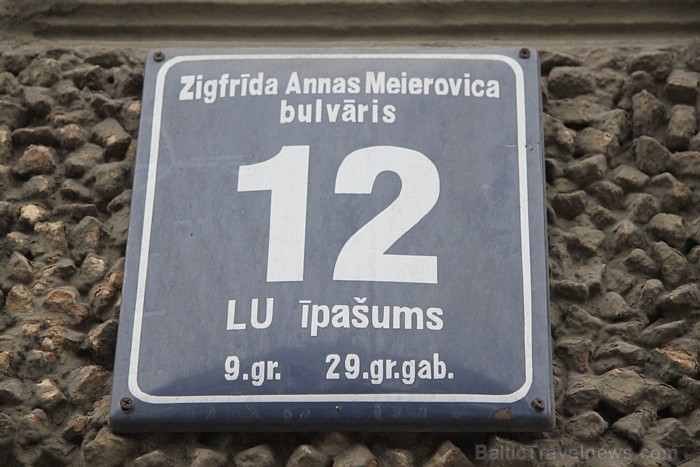 Zigfrīda Annas Meierovica
bulvāris
12
LU īpašums
9.gr. 29.gr.gab.
BalticTravelnews.com